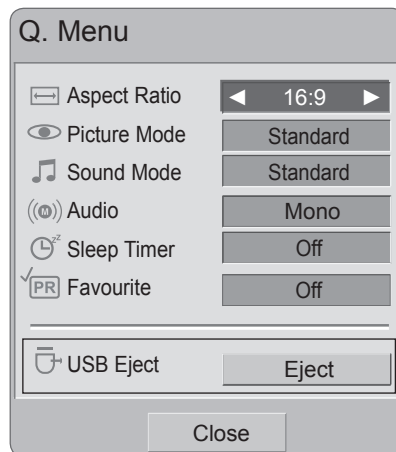 Q. Menu
Aspect Ratio ◀ 16:9 ▶
Picture Mode Standard
Sound Mode Standard
((M)) Audio Mono
zz Sleep Timer Off
PR Favourite Off
USB Eject Eject
Close